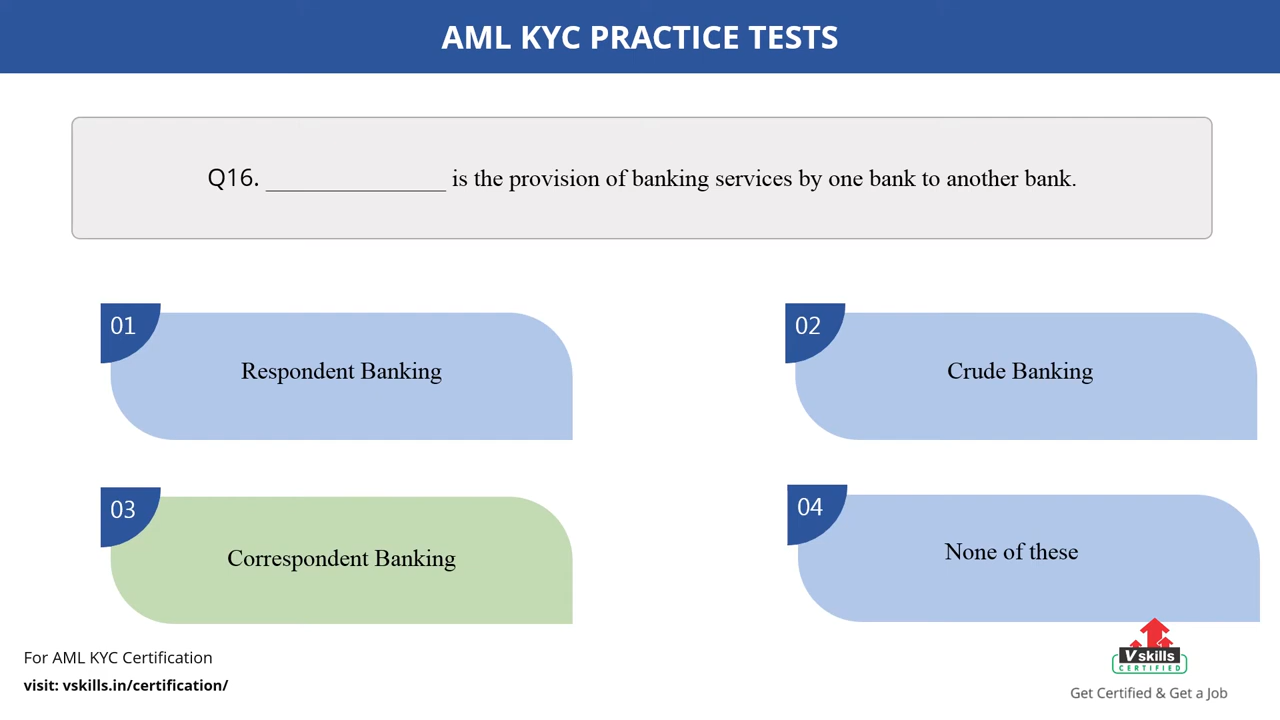 AML KYC PRACTICE TESTS
Q16. _______________ is the provision of banking services by one bank to another bank.
01
Respondent Banking
02
Crude Banking
03
Correspondent Banking
04
None of these
For AML KYC Certification
visit: vskills.in/certification/
Vskills
CERTIFIED
Get Certified & Get a Job